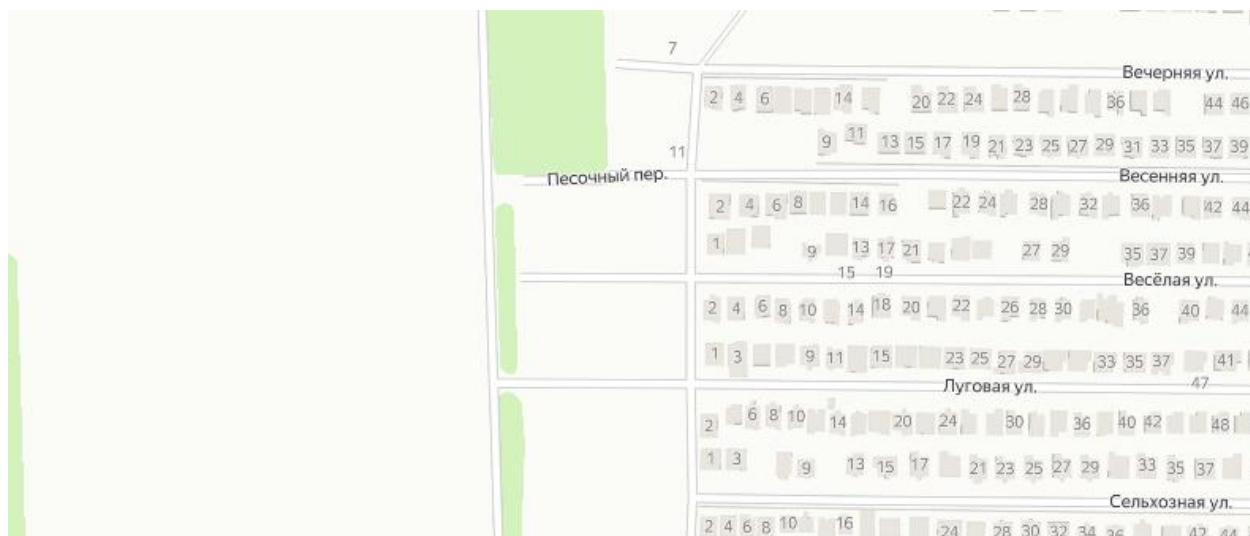 7
Вечерняя ул.
2 4 6 14 20 22 24 28 36 44 46
9 11 13 15 17 19 21 23 25 27 29 31 33 35 37 39
11
Песочный пер.
Весенняя ул.
2 4 6 8 14 16 22 24 28 32 36 42 44
1 9 13 17 21 27 29 35 37 39
15 19
Весёлая ул.
2 4 6 8 10 14 18 20 22 26 28 30 36 40 44
1 3 9 11 15 23 25 27 29 33 35 37 41-
47
Луговая ул.
2 6 8 10 14 20 24 30 36 40 42 48
1 3 9 13 15 17 21 23 25 27 29 33 35 37
Сельхозная ул.
2 4 6 8 10 16 24 28 30 32 34 36 42 44